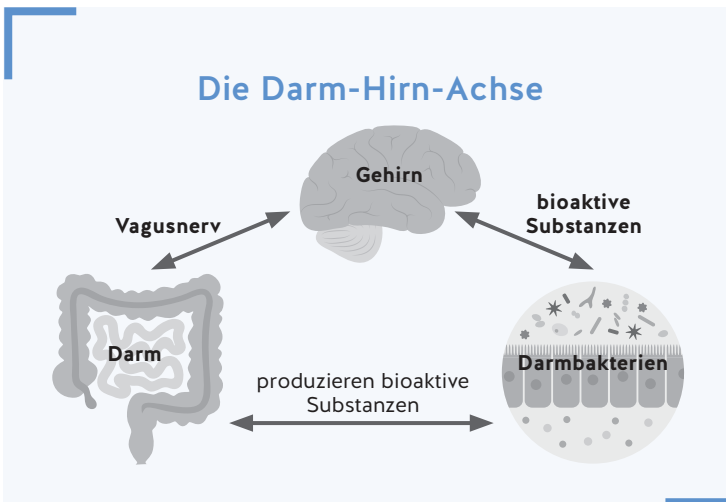 Die Darm-Hirn-Achse
Gehirn
bioaktive
Substanzen
Vagusnerv
Darm
Darmbakterien
produzieren bioaktive
Substanzen